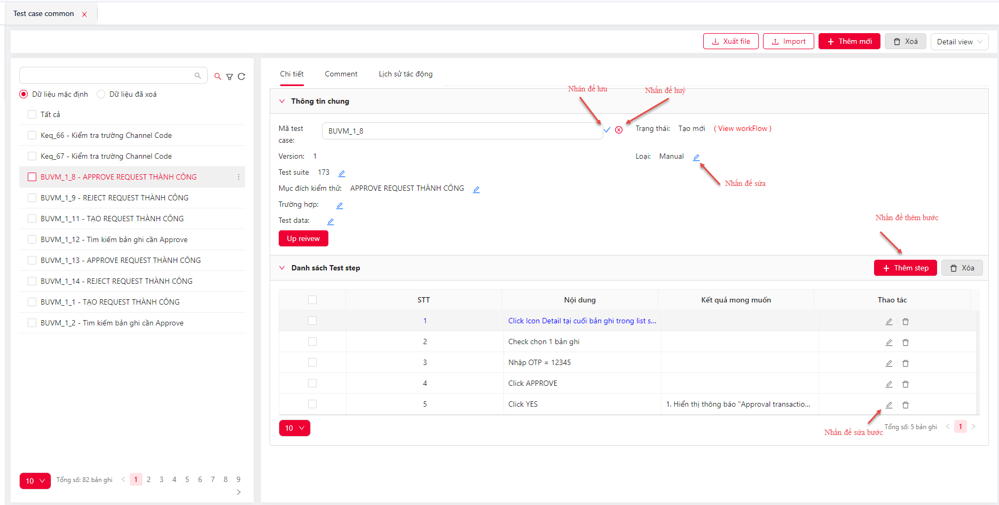 Test case common
Xuất file
Import
Thêm mới
Xoá
Detail view
Dữ liệu mặc định
Dữ liệu đã xoá
Tất cả
Keq_66 - Kiểm tra trường Channel Code
Keq_67 - Kiểm tra trường Channel Code
BUVM_1_8 - APPROVE REQUEST THÀNH CÔNG
BUVM_1_9 - REJECT REQUEST THÀNH CÔNG
BUVM_1_11 - TẠO REQUEST THÀNH CÔNG
BUVM_1_12 - Tìm kiếm bản ghi cần Approve
BUVM_1_13 - APPROVE REQUEST THÀNH CÔNG
BUVM_1_14 - REJECT REQUEST THÀNH CÔNG
BUVM_1_1 - TẠO REQUEST THÀNH CÔNG
BUVM_1_2 - Tìm kiếm bản ghi cần Approve
10
Tổng số: 82 bản ghi
< 1 2 3 4 5 6 7 8 9
>
Chi tiết
Comment
Lịch sử tác động
Nhán để lưu
Nhấn để huỷ
Thông tin chung
Mã test
case:
BUVM_1_8
Trạng thái: Tạo mới ( View workFlow )
Version: 1
Loại: Manual
Test suite 173
Nhấn để sửa
Mục đích kiểm thử: APPROVE REQUEST THÀNH CÔNG
Trường hợp:
Test data:
Nhấn để thêm bước
Up reivew
Danh sách Test step
Thêm step
Xóa
STT Nội dung Kết quả mong muốn Thao tác
1 Click Icon Detail tại cuối bản ghi trong list s...
2 Check chọn 1 bản ghi
3 Nhập OTP = 12345
4 Click APPROVE
5 Click YES 1. Hiển thị thông báo "Approval transactio...
10
Nhấn để sửa bước
Tổng số: 5 bản ghi
< 1 >